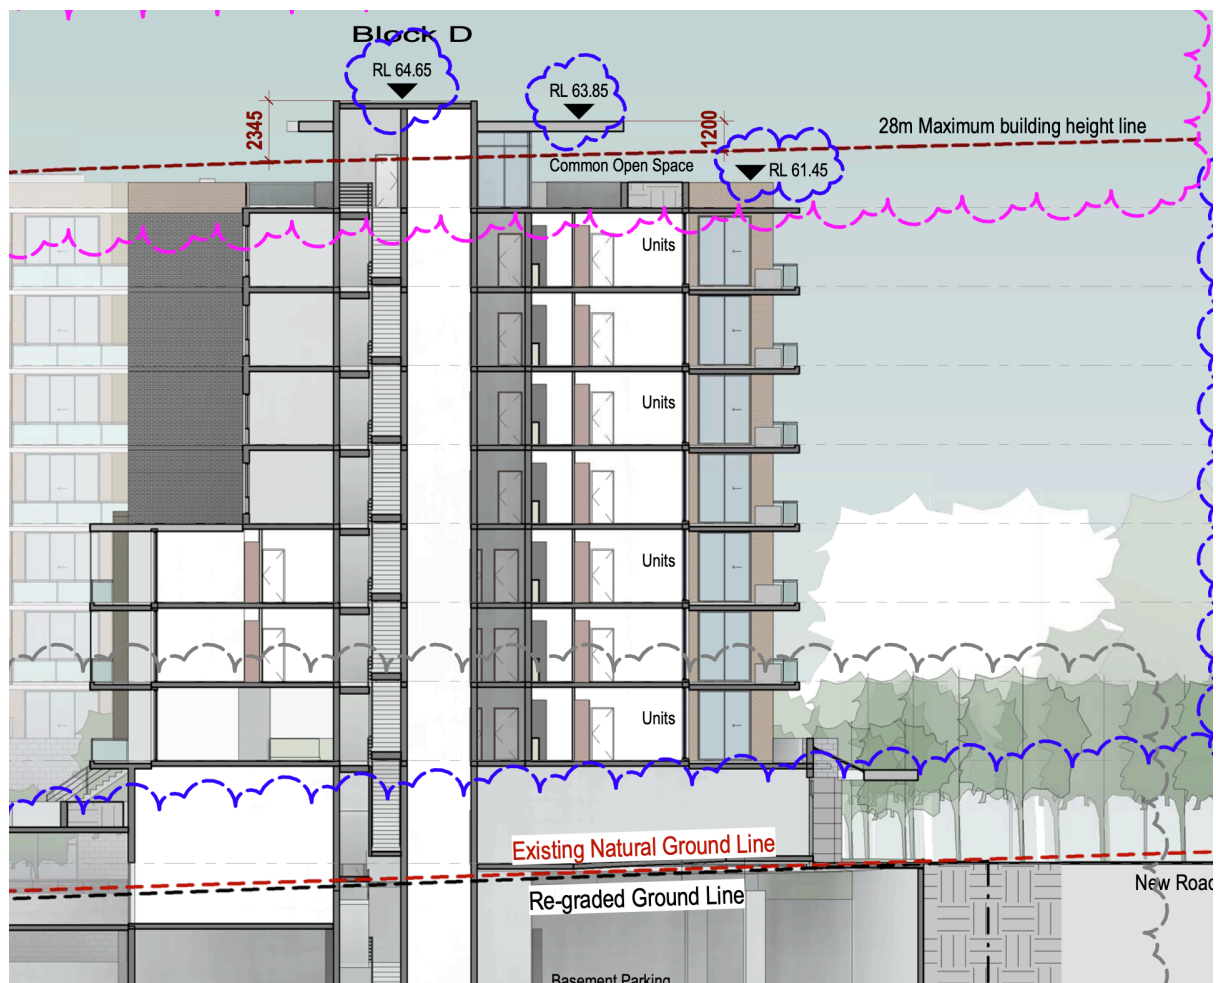 Block D
RL 64.65
RL 63.85
2345
1200
28m Maximum building height line
Common Open Space
RL 61.45
Units
Units
Units
Units
Existing Natural Ground Line
Re-graded Ground Line
New Road
Basement Parking